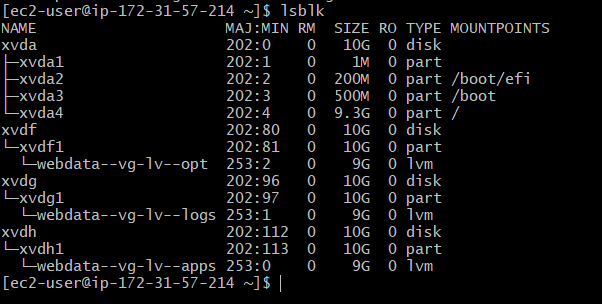 [ec2-user@ip-172-31-57-214 ~]$ lsblk
NAME MAJ:MIN RM SIZE RO TYPE MOUNTPOINTS
xvda 202:0 0 10G 0 disk
├─xvda1 202:1 0 1M 0 part
├─xvda2 202:2 0 200M 0 part /boot/efi
├─xvda3 202:3 0 500M 0 part /boot
└─xvda4 202:4 0 9.3G 0 part /
xvdf 202:80 0 10G 0 disk
└─xvdf1 202:81 0 10G 0 part
└─webdata--vg-lv--opt 253:2 0 9G 0 lvm
xvdg 202:96 0 10G 0 disk
└─xvdg1 202:97 0 10G 0 part
└─webdata--vg-lv--logs 253:1 0 9G 0 lvm
xvdh 202:112 0 10G 0 disk
└─xvdh1 202:113 0 10G 0 part
└─webdata--vg-lv--apps 253:0 0 9G 0 lvm
[ec2-user@ip-172-31-57-214 ~]$